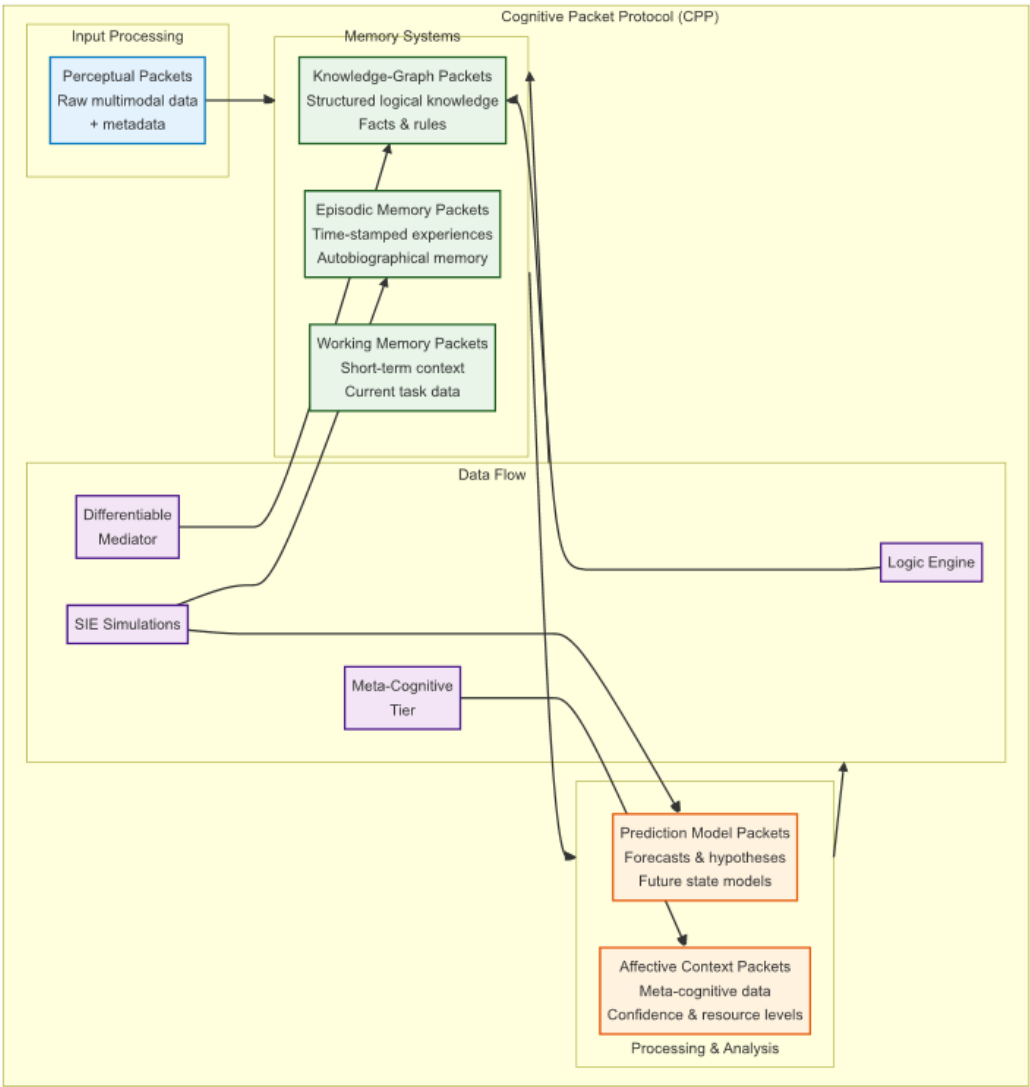 Cognitive Packet Protocol (CPP)
Input Processing
Perceptual Packets
Raw multimodal data
+ metadata
Memory Systems
Knowledge-Graph Packets
Structured logical knowledge
Facts & rules
Episodic Memory Packets
Time-stamped experiences
Autobiographical memory
Working Memory Packets
Short-term context
Current task data
Data Flow
Differentiable
Mediator
Logic Engine
SIE Simulations
Meta-Cognitive
Tier
Prediction Model Packets
Forecasts & hypotheses
Future state models
Affective Context Packets
Meta-cognitive data
Confidence & resource levels
Processing & Analysis